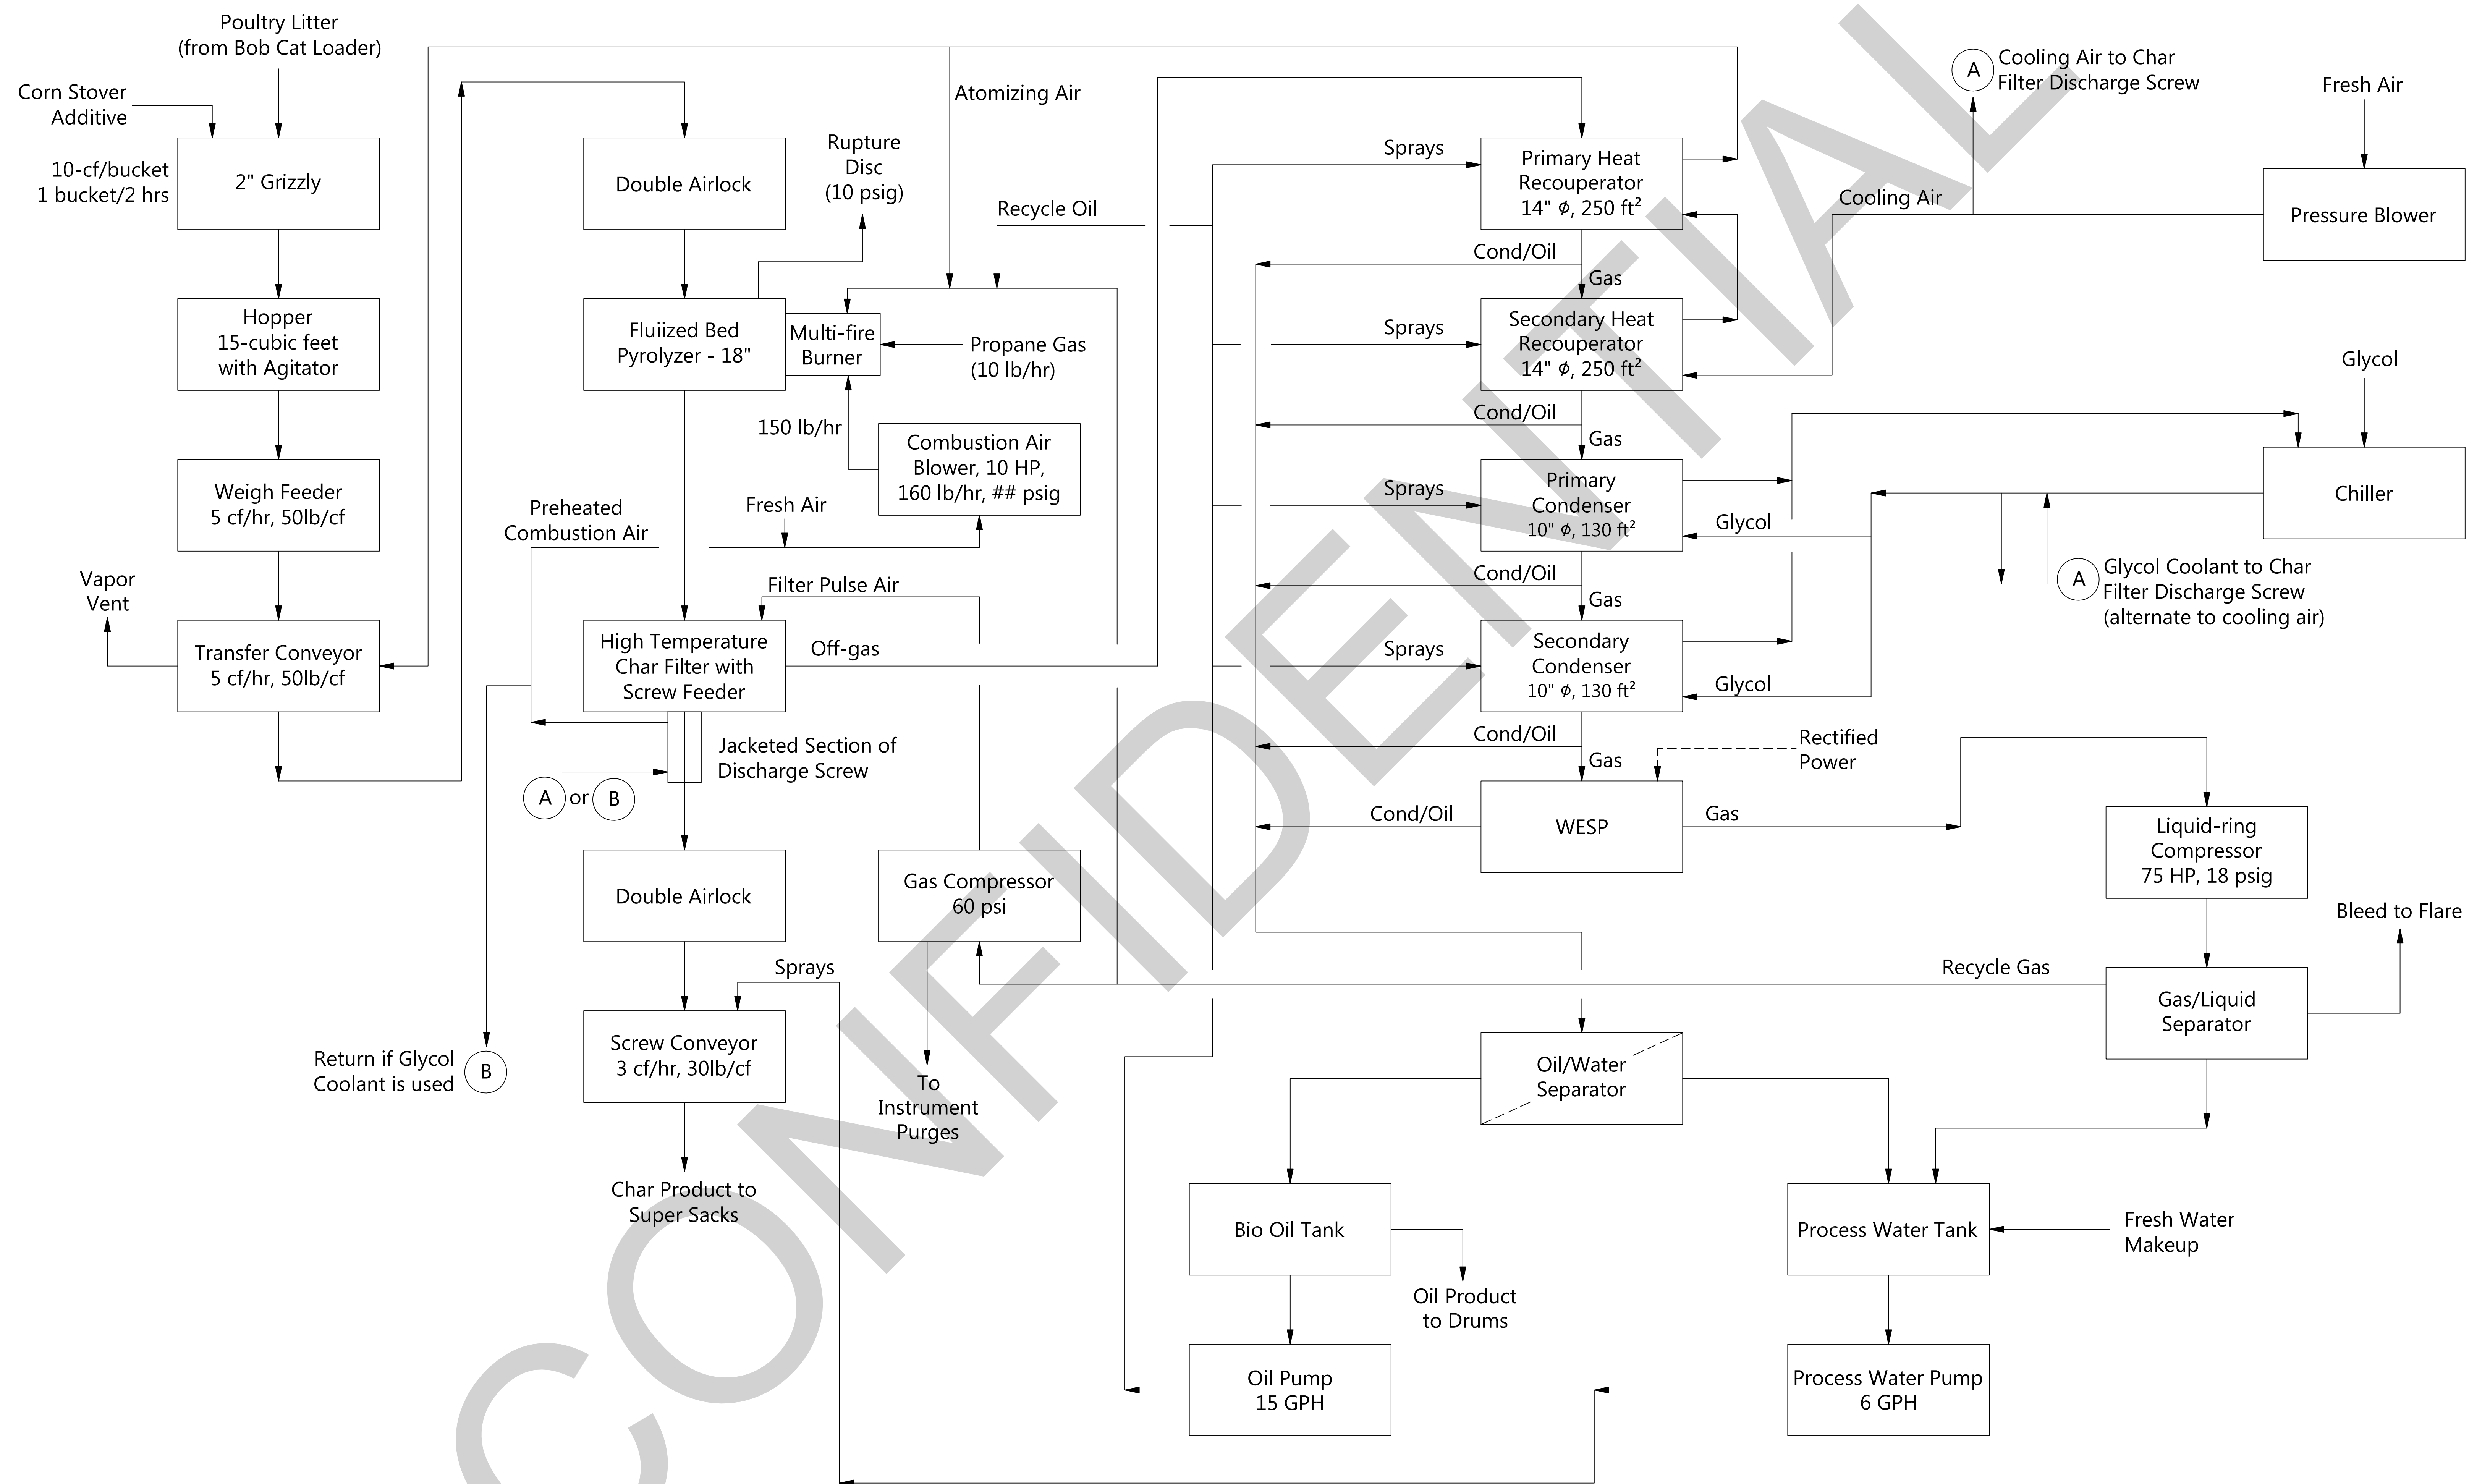 Poultry Litter
(from Bob Cat Loader)
Corn Stover
Additive
10-cf/bucket
1 bucket/2 hrs
2" Grizzly
Hopper
15-cubic feet
with Agitator
Weigh Feeder
5 cf/hr, 50lb/cf
Vapor
Vent
Transfer Conveyor
5 cf/hr, 50lb/cf
Double Airlock
Rupture
Disc
(10 psig)
Atomizing Air
Recycle Oil
Fluiized Bed
Pyrolyzer - 18"
Multi-fire
Burner
Propane Gas
(10 lb/hr)
150 lb/hr
Combustion Air
Blower, 10 HP,
160 lb/hr, ## psig
Preheated
Combustion Air
Fresh Air
Filter Pulse Air
High Temperature
Char Filter with
Screw Feeder
Off-gas
Jacketed Section of
Discharge Screw
A or B
Double Airlock
Gas Compressor
60 psi
Sprays
Screw Conveyor
3 cf/hr, 30lb/cf
Return if Glycol
Coolant is used
B
To
Instrument
Purges
Char Product to
Super Sacks
Sprays
Primary Heat
Recouperator
14" ϕ, 250 ft²
Cond/Oil
Gas
Sprays
Secondary Heat
Recouperator
14" ϕ, 250 ft²
Cond/Oil
Gas
Sprays
Primary
Condenser
10" ϕ, 130 ft²
Glycol
Cond/Oil
Gas
Sprays
Secondary
Condenser
10" ϕ, 130 ft²
Glycol
Cond/Oil
Gas
Rectified
Power
Cond/Oil
WESP
Gas
A
Cooling Air to Char
Filter Discharge Screw
Fresh Air
Cooling Air
Pressure Blower
Glycol
Chiller
A
Glycol Coolant to Char
Filter Discharge Screw
(alternate to cooling air)
Liquid-ring
Compressor
75 HP, 18 psig
Bleed to Flare
Recycle Gas
Gas/Liquid
Separator
Oil/Water
Separator
Bio Oil Tank
Process Water Tank
Fresh Water
Makeup
Oil Product
to Drums
Oil Pump
15 GPH
Process Water Pump
6 GPH
CONFIDENTIAL